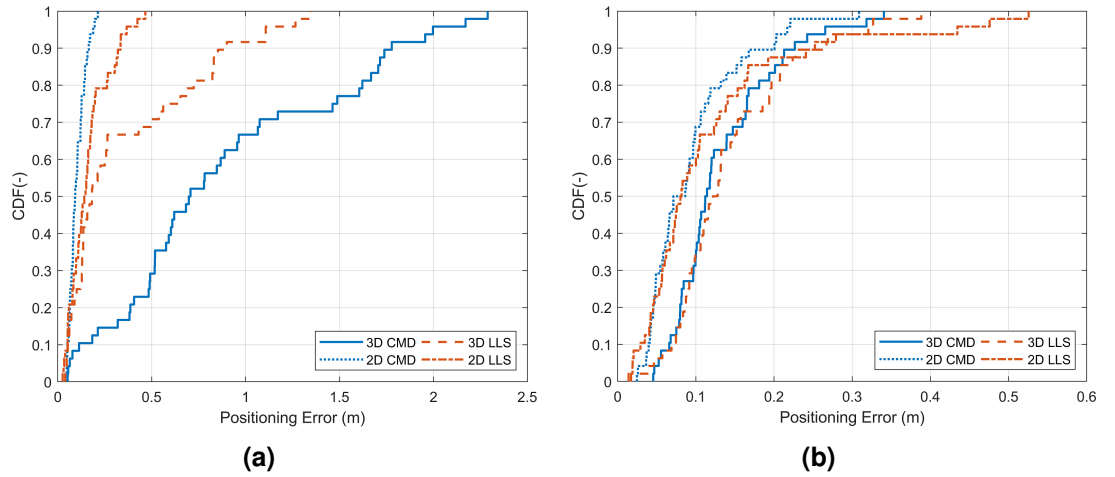 1
0.9
0.8
0.7
0.6
0.5
0.4
0.3
0.2
0.1
0
CDF(-)
0 0.5 1 1.5 2 2.5
Positioning Error (m)
3D CMD 3D LLS
2D CMD 2D LLS
(a)
1
0.9
0.8
0.7
0.6
0.5
0.4
0.3
0.2
0.1
0
CDF(-)
0 0.1 0.2 0.3 0.4 0.5 0.6
Positioning Error (m)
3D CMD 3D LLS
2D CMD 2D LLS
(b)